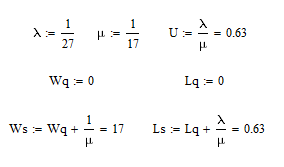 λ := 1/27 μ := 1/17 U := λ/μ = 0.63
Wq := 0 Lq := 0
Ws := Wq + 1/μ = 17 Ls := Lq + λ/μ = 0.63